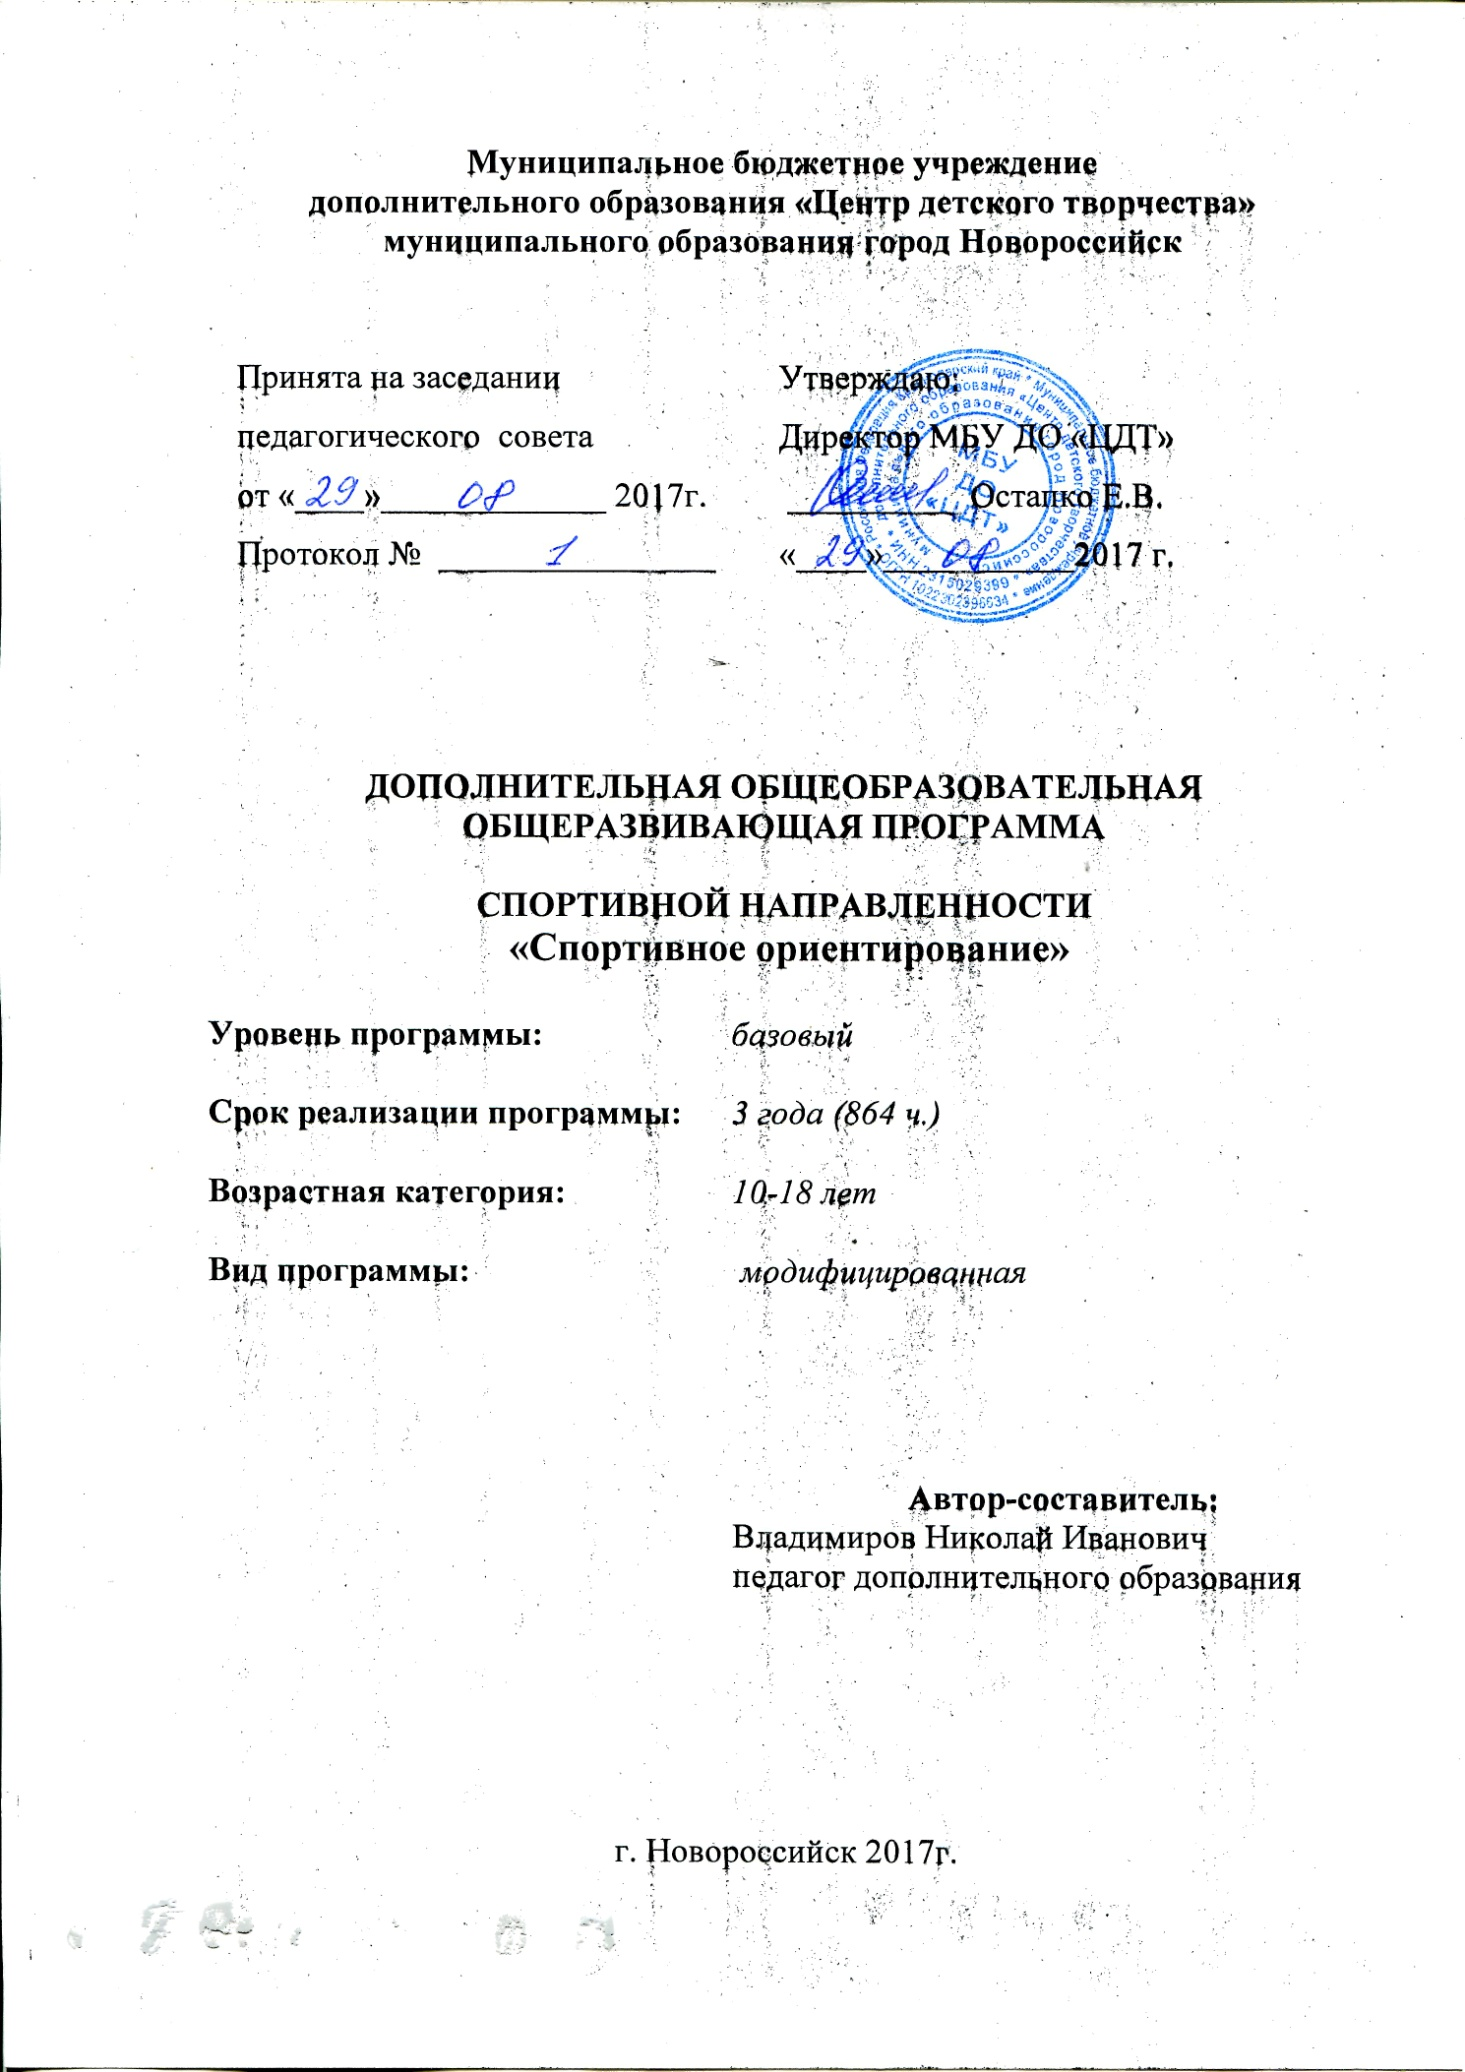 Муниципальное бюджетное учреждение
дополнительного образования «Центр детского творчества»
муниципального образования город Новороссийск
Принята на заседании
педагогического совета
от «29» 08 2017г.
Протокол № 1
Утверждаю:
Директор МБУ ДО «ЦДТ»
Остапко Е.В.
«29» 08 2017 г.
МБУ
ДО
«ЦДТ»
ДОПОЛНИТЕЛЬНАЯ ОБЩЕОБРАЗОВАТЕЛЬНАЯ
ОБЩЕРАЗВИВАЮЩАЯ ПРОГРАММА
СПОРТИВНОЙ НАПРАВЛЕННОСТИ
«Спортивное ориентирование»
Уровень программы: базовый
Срок реализации программы: 3 года (864 ч.)
Возрастная категория: 10-18 лет
Вид программы: модифицированная
Автор-составитель:
Владимиров Николай Иванович
педагог дополнительного образования
г. Новороссийск 2017г.